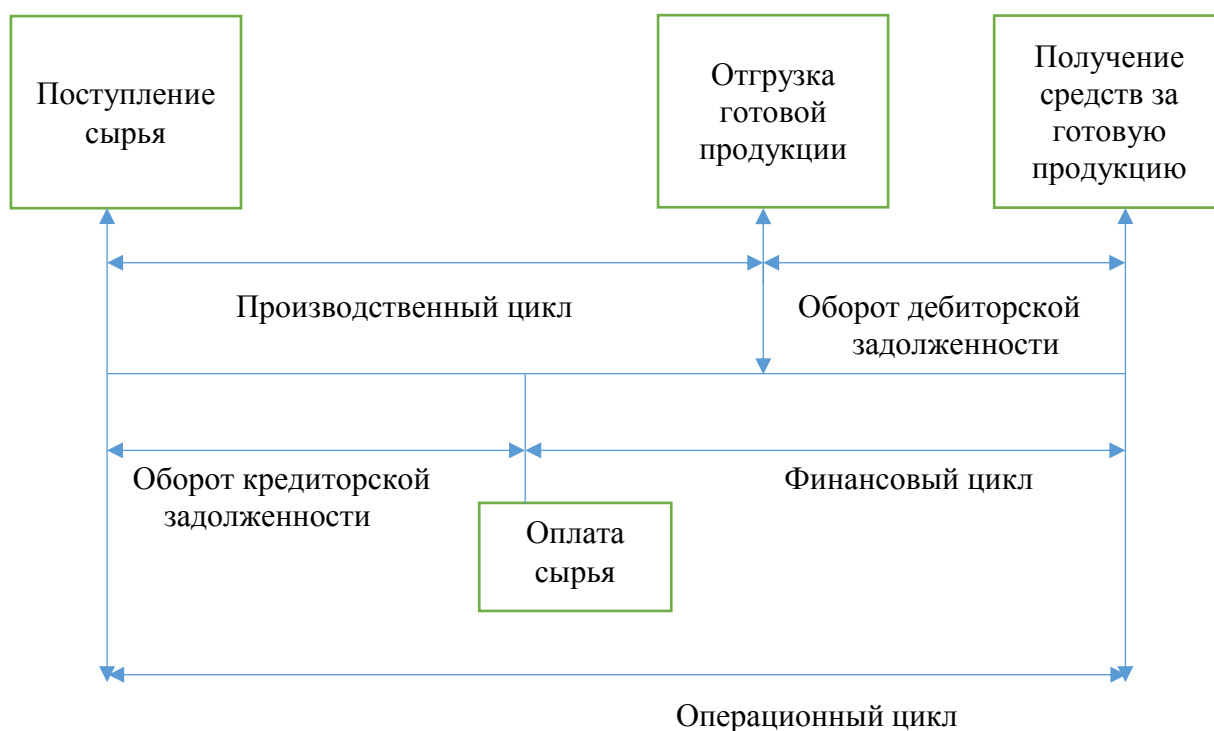 Поступление
сырья
Отгрузка
готовой
продукции
Получение
средств за
готовую
продукцию
Производственный цикл
Оборот дебиторской
задолженности
Оборот кредиторской
задолженности
Финансовый цикл
Оплата
сырья
Операционный цикл